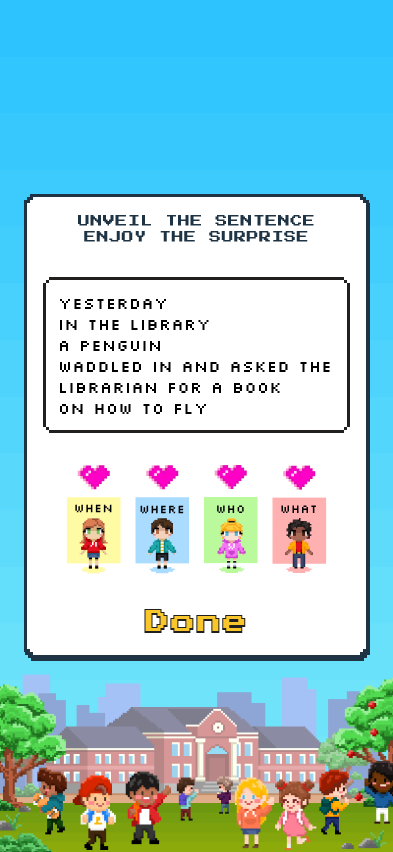 UNVEIL THE SENTENCE
ENJOY THE SURPRISE
YESTERDAY
IN THE LIBRARY
A PENGUIN
WADDLED IN AND ASKED THE
LIBRARIAN FOR A BOOK
ON HOW TO FLY
WHEN WHERE WHO WHAT
Done